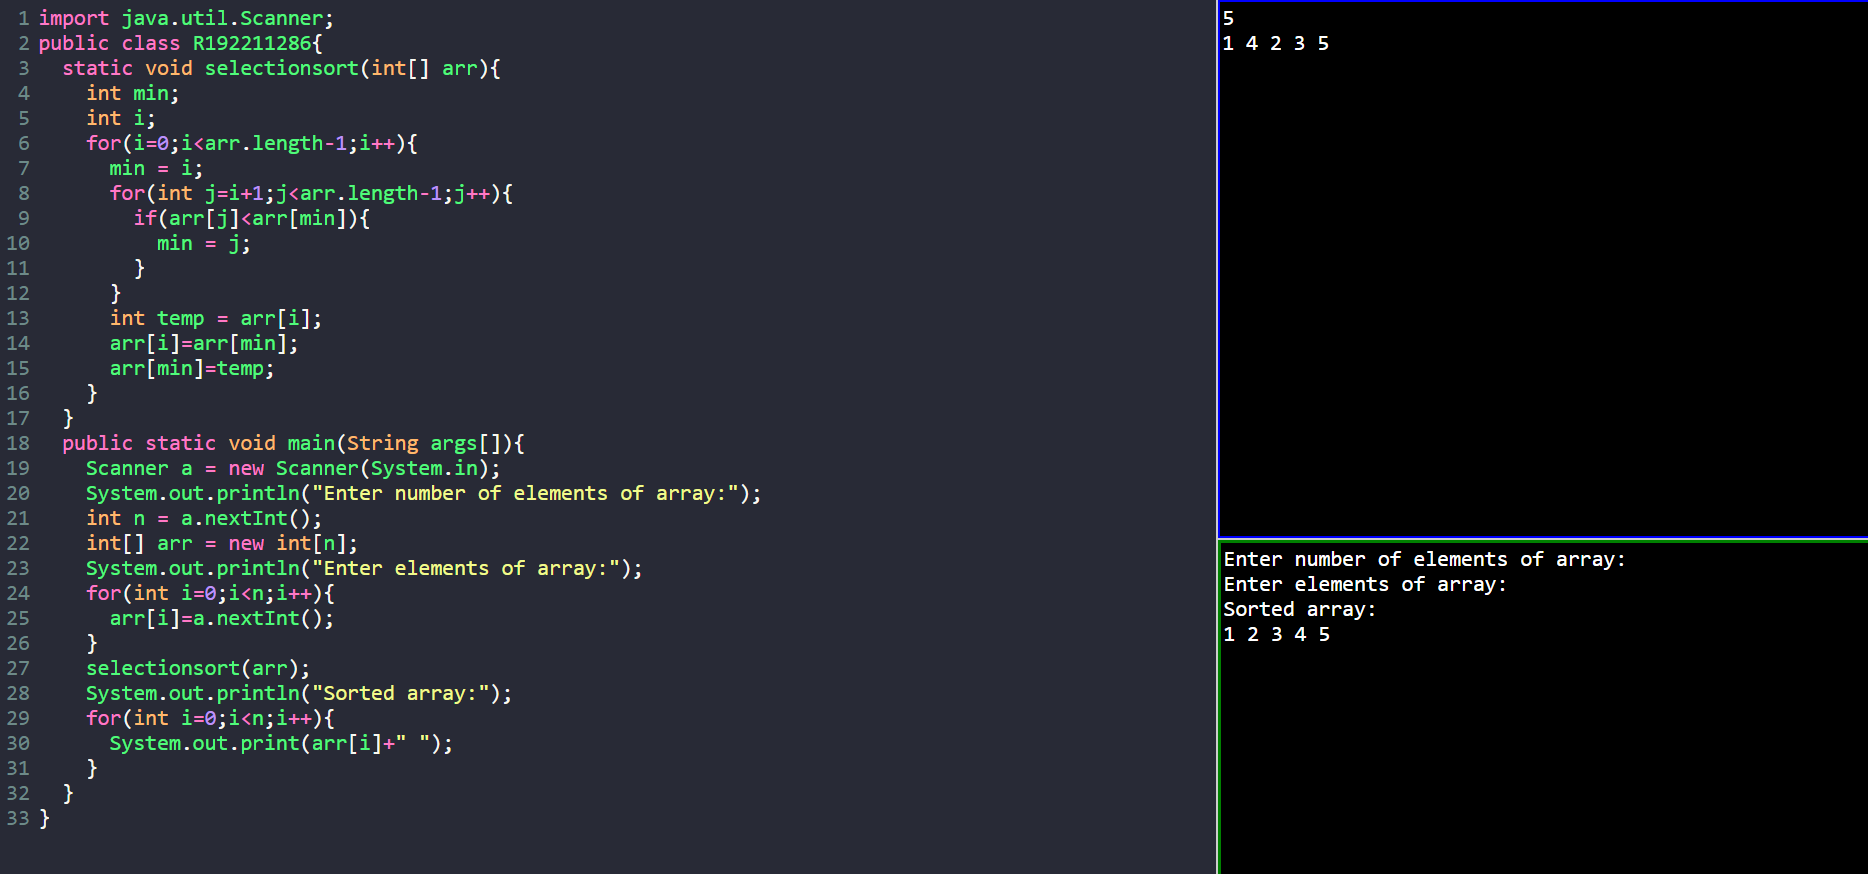 1 import java.util.Scanner;
2 public class R192211286{
3   static void selectionsort(int[] arr){
4     int min;
5     int i;
6     for(i=0;i<arr.length-1;i++){
7       min = i;
8       for(int j=i+1;j<arr.length-1;j++){
9         if(arr[j]<arr[min]){
10           min = j;
11         }
12       }
13       int temp = arr[i];
14       arr[i]=arr[min];
15       arr[min]=temp;
16     }
17   }
18   public static void main(String args[]){
19     Scanner a = new Scanner(System.in);
20     System.out.println("Enter number of elements of array:");
21     int n = a.nextInt();
22     int[] arr = new int[n];
23     System.out.println("Enter elements of array:");
24     for(int i=0;i<n;i++){
25       arr[i]=a.nextInt();
26     }
27     selectionsort(arr);
28     System.out.println("Sorted array:");
29     for(int i=0;i<n;i++){
30       System.out.print(arr[i]+" ");
31     }
32   }
33 }
5
1 4 2 3 5
Enter number of elements of array:
Enter elements of array:
Sorted array:
1 2 3 4 5